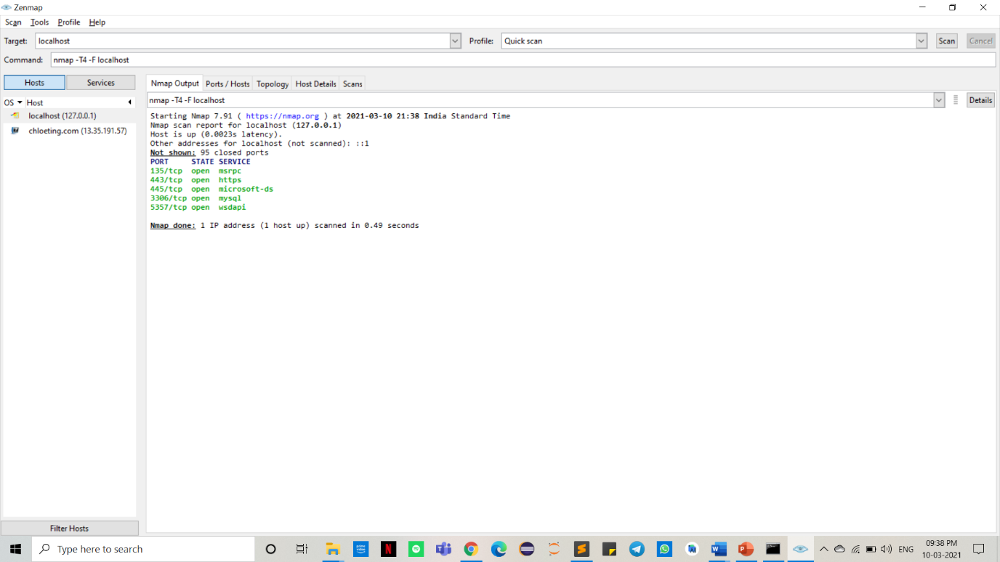 Zenmap
Scan Tools Profile Help
Target: localhost Profile: Quick scan Scan Cancel
Command: nmap -T4 -F localhost
Hosts Services Nmap Output Ports / Hosts Topology Host Details Scans
OS Host nmap -T4 -F localhost Details
localhost (127.0.0.1)
chloeting.com (13.35.191.57)
Starting Nmap 7.91 ( https://nmap.org ) at 2021-03-10 21:38 India Standard Time
Nmap scan report for localhost (127.0.0.1)
Host is up (0.0023s latency).
Other addresses for localhost (not scanned): ::1
Not shown: 95 closed ports
PORT STATE SERVICE
135/tcp open msrpc
443/tcp open https
445/tcp open microsoft-ds
3306/tcp open mysql
5357/tcp open wsdapi
Nmap done: 1 IP address (1 host up) scanned in 0.49 seconds
Filter Hosts
Type here to search prime video N W P ENG 09:38 PM
10-03-2021